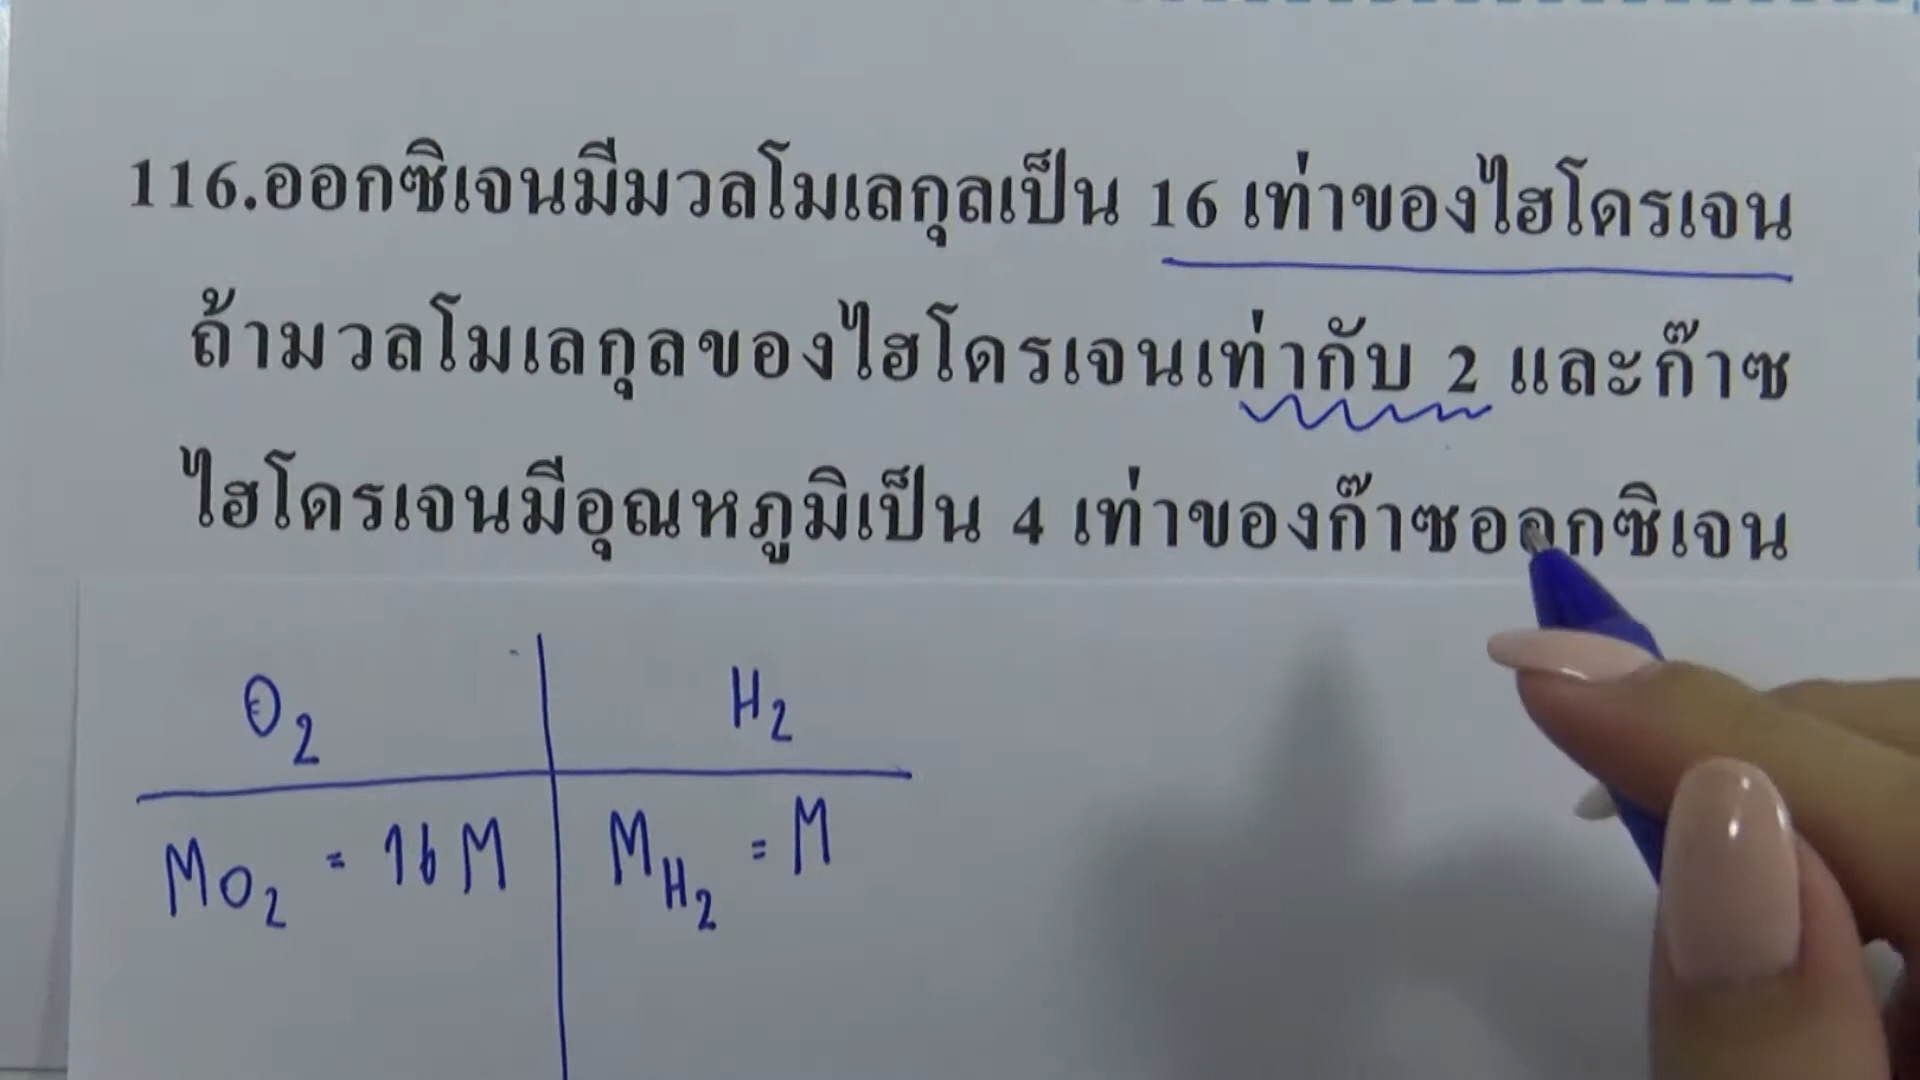 116.ออกซิเจนมีมวลโมเลกุลเป็น 16 เท่าของไฮโดรเจน
ถ้ามวลโมเลกุลของไฮโดรเจนเท่ากับ 2 และก๊าซ
ไฮโดรเจนมีอุณหภูมิเป็น 4 เท่าของก๊าซออกซิเจน
O₂ H₂
M O₂ = 16 M M H₂ = M